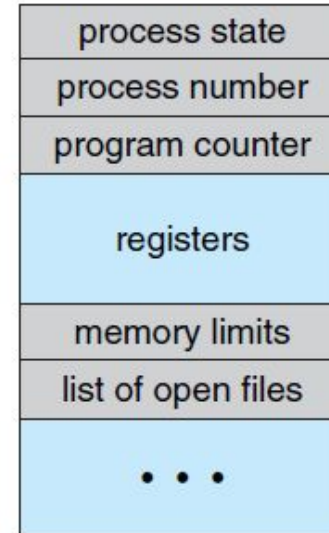 process state
process number
program counter
registers
memory limits
list of open files
• • •